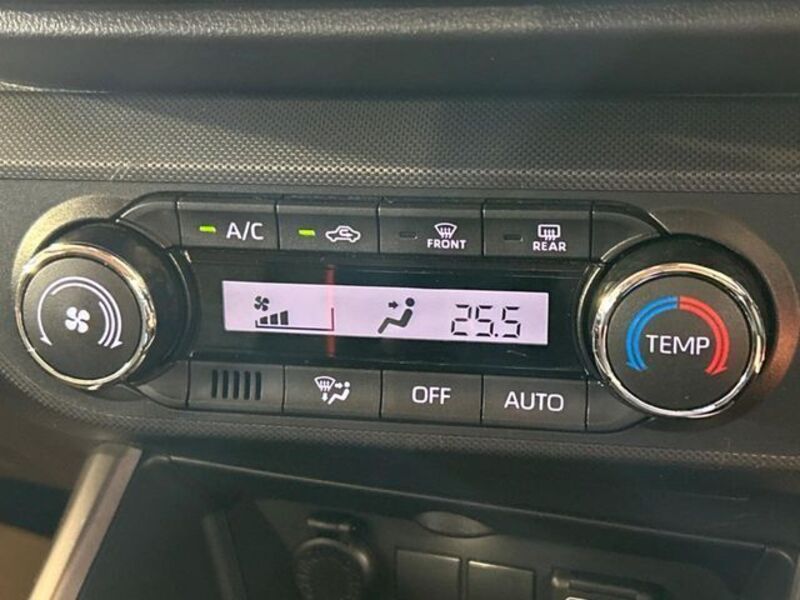 A/C
FRONT
REAR
25.5
TEMP
OFF
AUTO